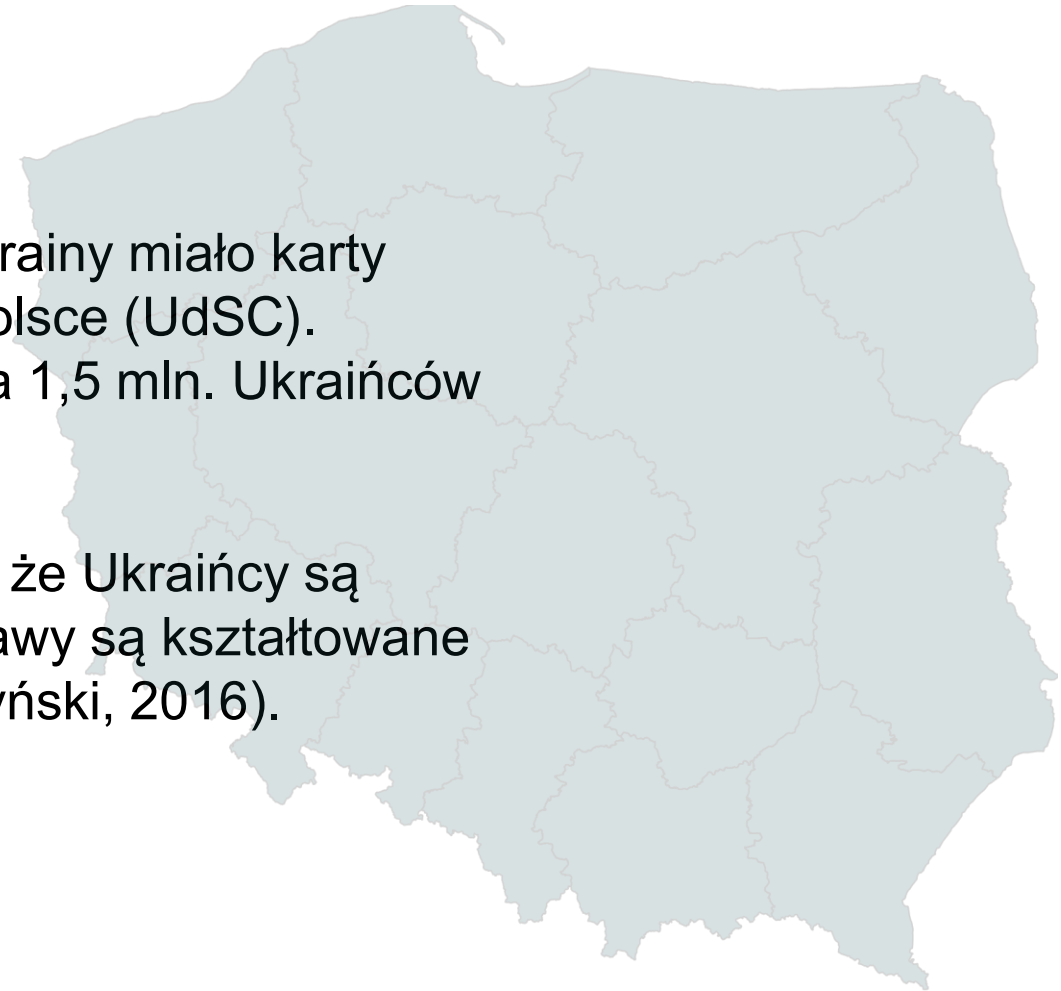 rainy miało karty
olsce (UdSC).
a 1,5 mln. Ukraińców
że Ukraińcy są
awy są kształtowane
yński, 2016).